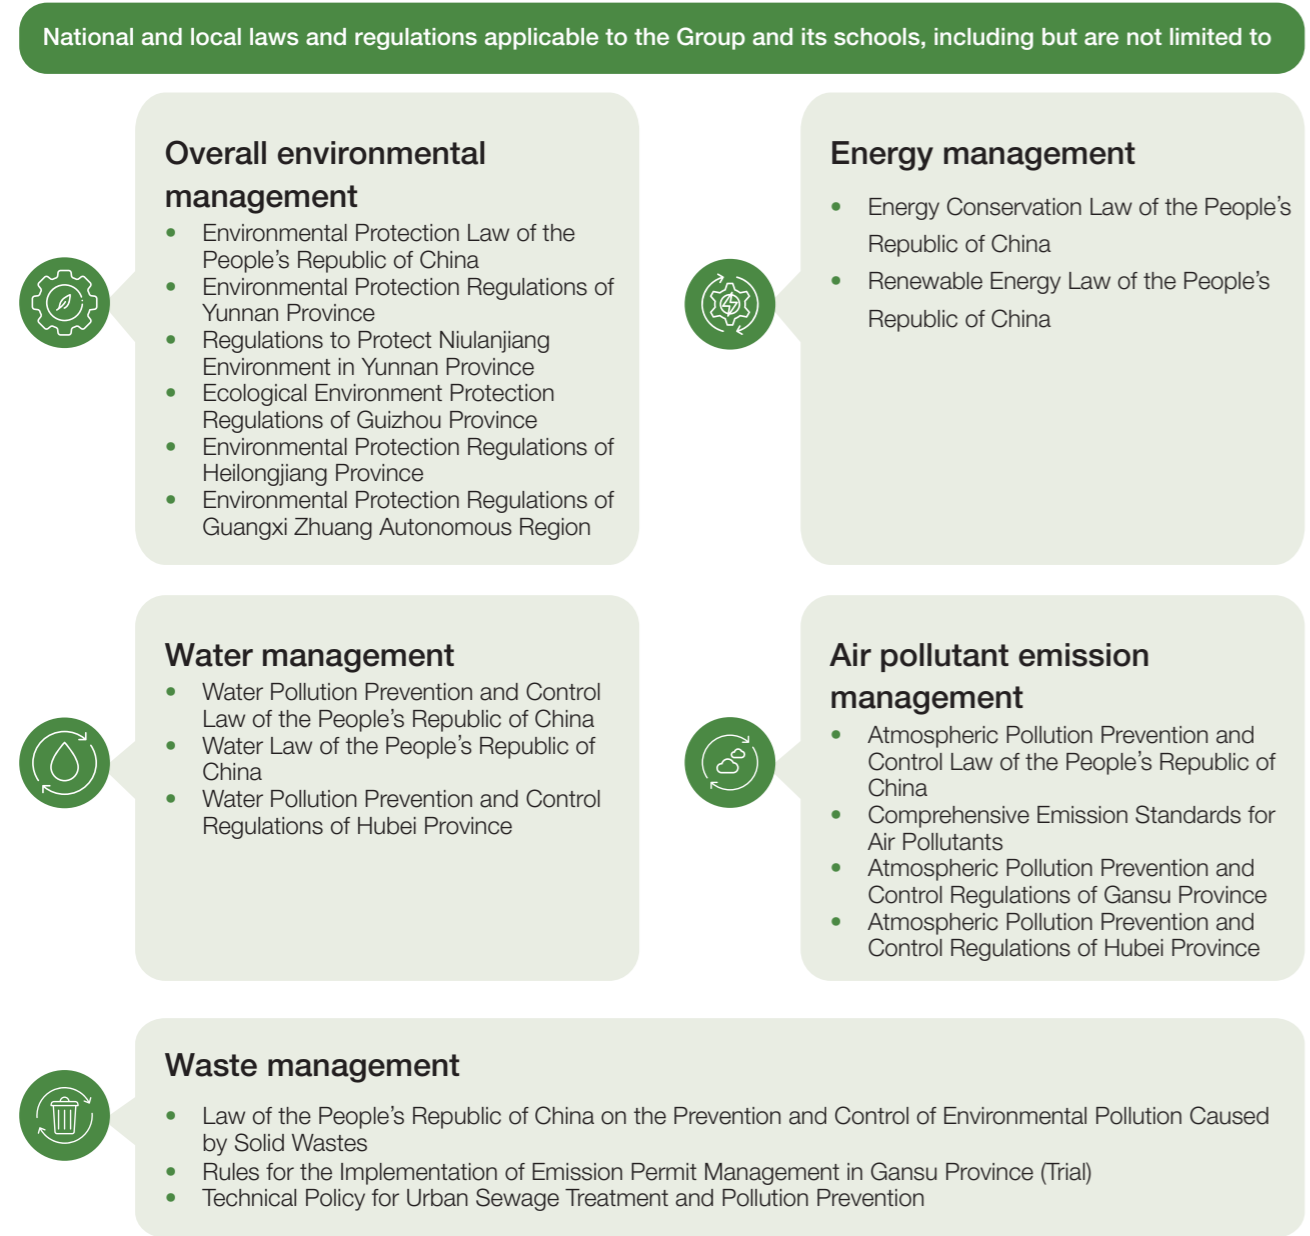 National and local laws and regulations applicable to the Group and its schools, including but are not limited to
Overall environmental
management
• Environmental Protection Law of the
People’s Republic of China
• Environmental Protection Regulations of
Yunnan Province
• Regulations to Protect Niulanjiang
Environment in Yunnan Province
• Ecological Environment Protection
Regulations of Guizhou Province
• Environmental Protection Regulations of
Heilongjiang Province
• Environmental Protection Regulations of
Guangxi Zhuang Autonomous Region
Energy management
• Energy Conservation Law of the People’s
Republic of China
• Renewable Energy Law of the People’s
Republic of China
Water management
• Water Pollution Prevention and Control
Law of the People’s Republic of China
• Water Law of the People’s Republic of
China
• Water Pollution Prevention and Control
Regulations of Hubei Province
Air pollutant emission
management
• Atmospheric Pollution Prevention and
Control Law of the People’s Republic of
China
• Comprehensive Emission Standards for
Air Pollutants
• Atmospheric Pollution Prevention and
Control Regulations of Gansu Province
• Atmospheric Pollution Prevention and
Control Regulations of Hubei Province
Waste management
• Law of the People’s Republic of China on the Prevention and Control of Environmental Pollution Caused
by Solid Wastes
• Rules for the Implementation of Emission Permit Management in Gansu Province (Trial)
• Technical Policy for Urban Sewage Treatment and Pollution Prevention